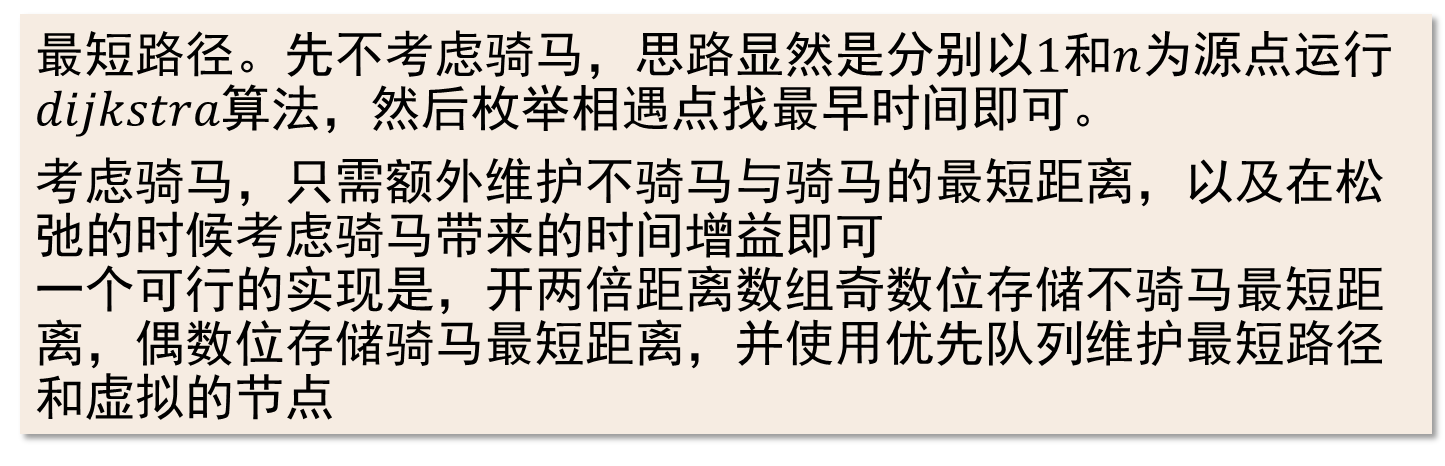 最短路径。先不考虑骑马，思路显然是分别以1和n为源点运行
dijkstra算法，然后枚举相遇点找最早时间即可。
考虑骑马，只需额外维护不骑马与骑马的最短距离，以及在松
弛的时候考虑骑马带来的时间增益即可
一个可行的实现是，开两倍距离数组奇数位存储不骑马最短距
离，偶数位存储骑马最短距离，并使用优先队列维护最短路径
和虚拟的节点